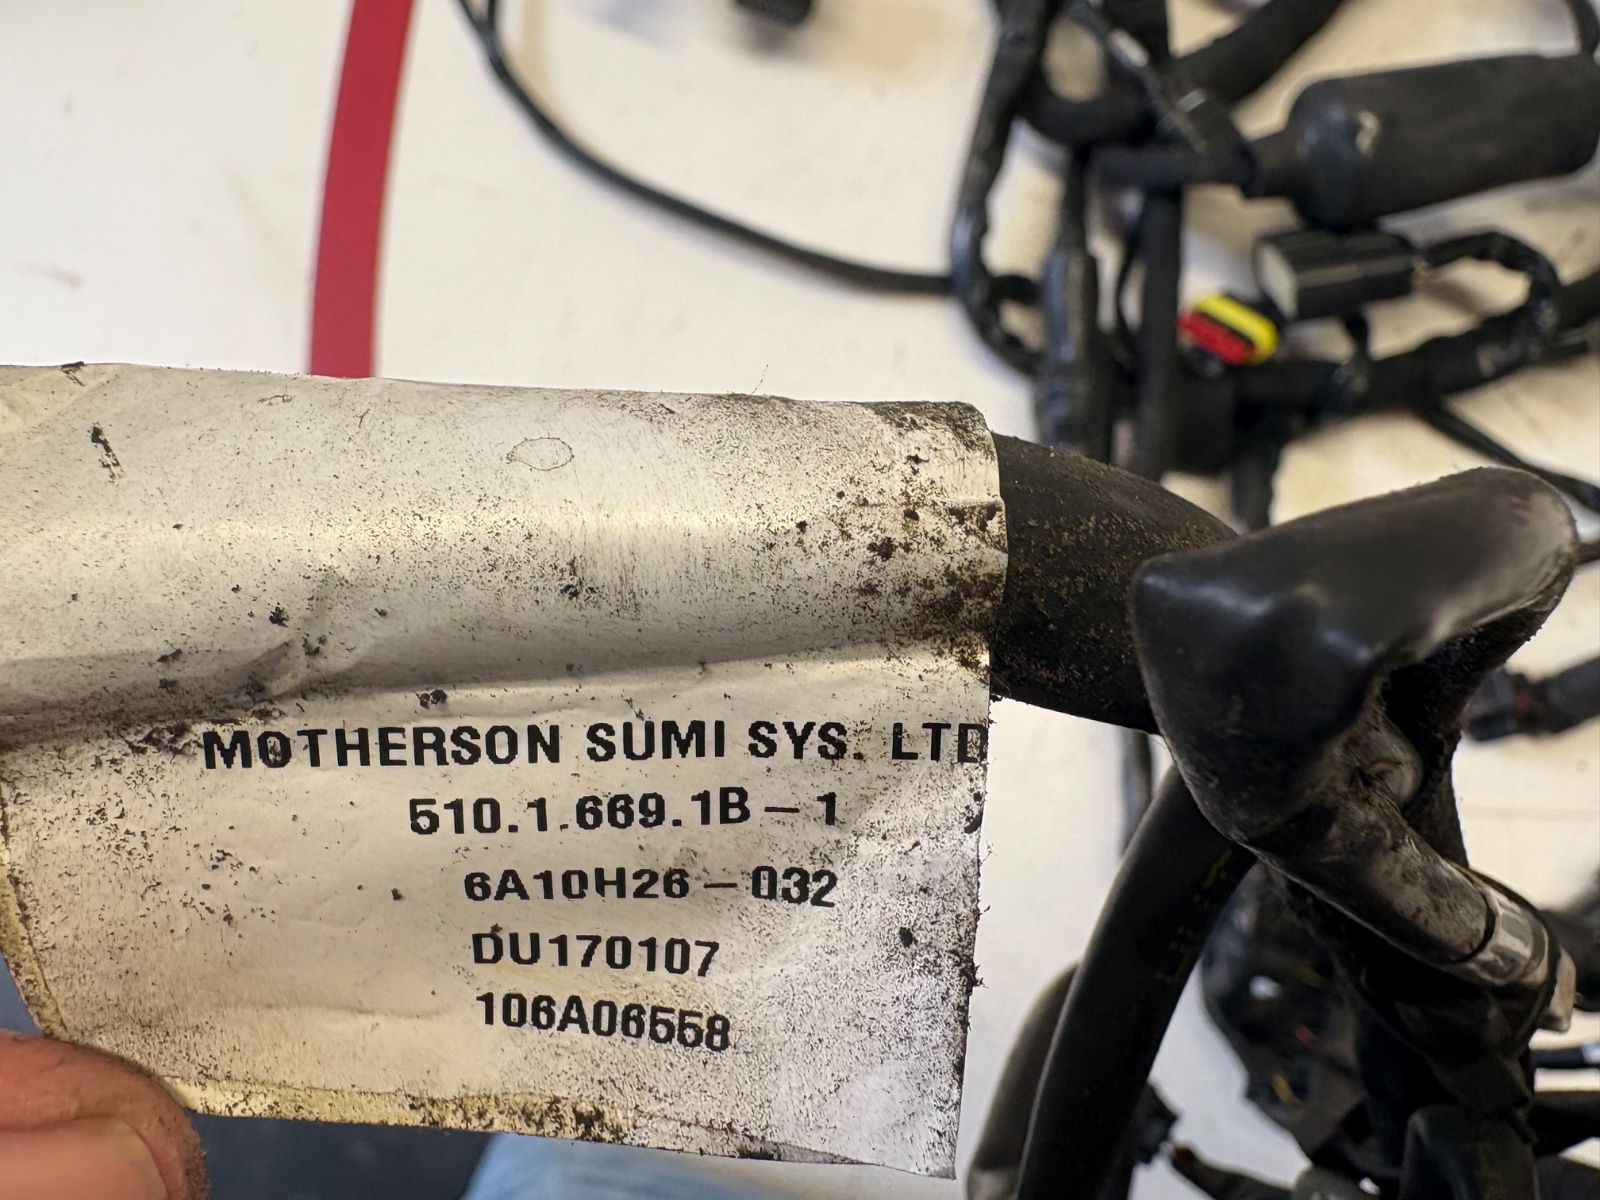 MOTHERSON SUMI SYS. LTD
510.1.669.1B – 1
6A10H26 – 032
DU170107
106A06558